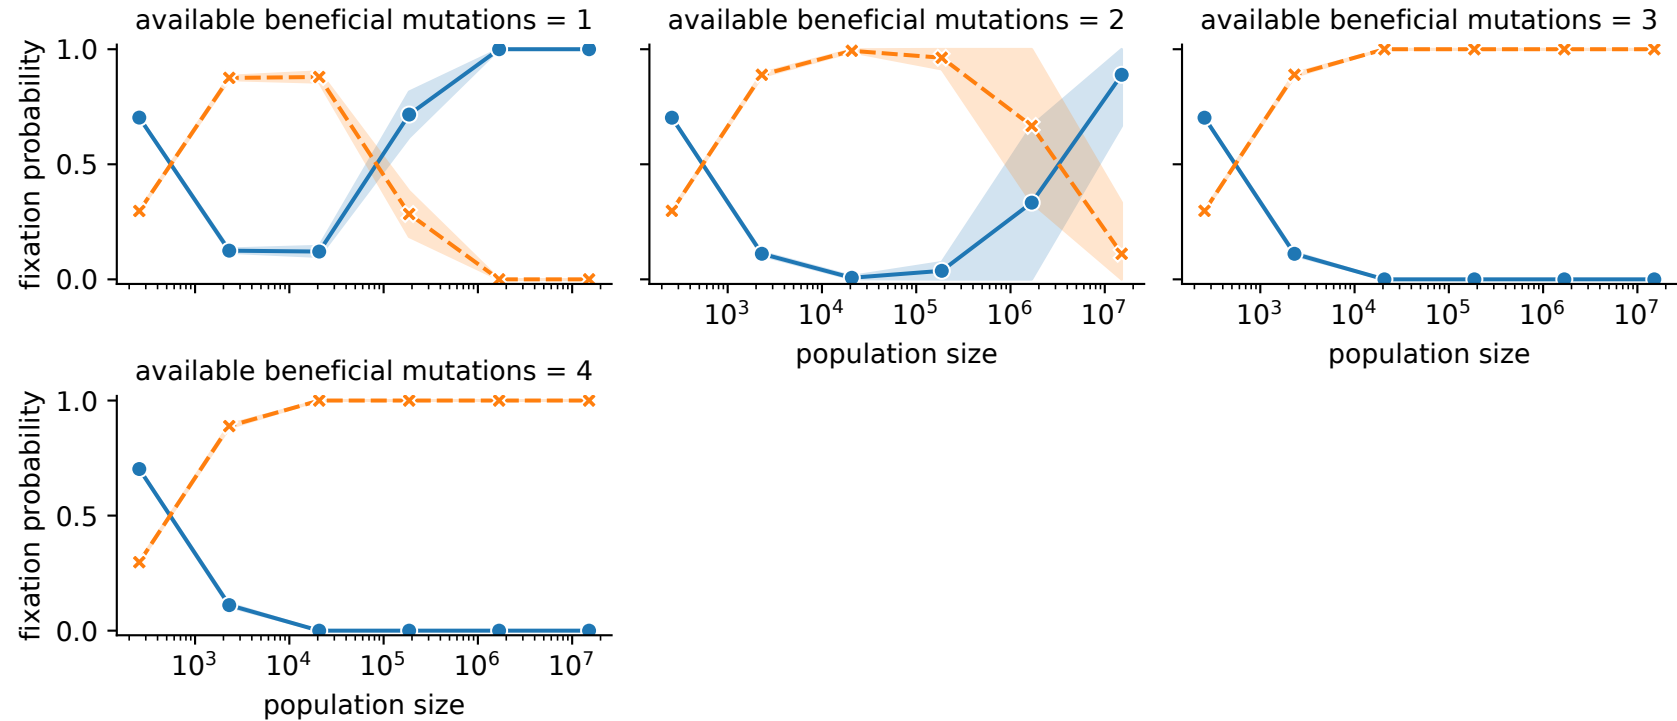 available beneficial mutations = 1
fixation probability
1.0
0.5
0.0
available beneficial mutations = 2
10³ 10⁴ 10⁵ 10⁶ 10⁷
population size
available beneficial mutations = 3
10³ 10⁴ 10⁵ 10⁶ 10⁷
population size
available beneficial mutations = 4
fixation probability
1.0
0.5
0.0
10³ 10⁴ 10⁵ 10⁶ 10⁷
population size